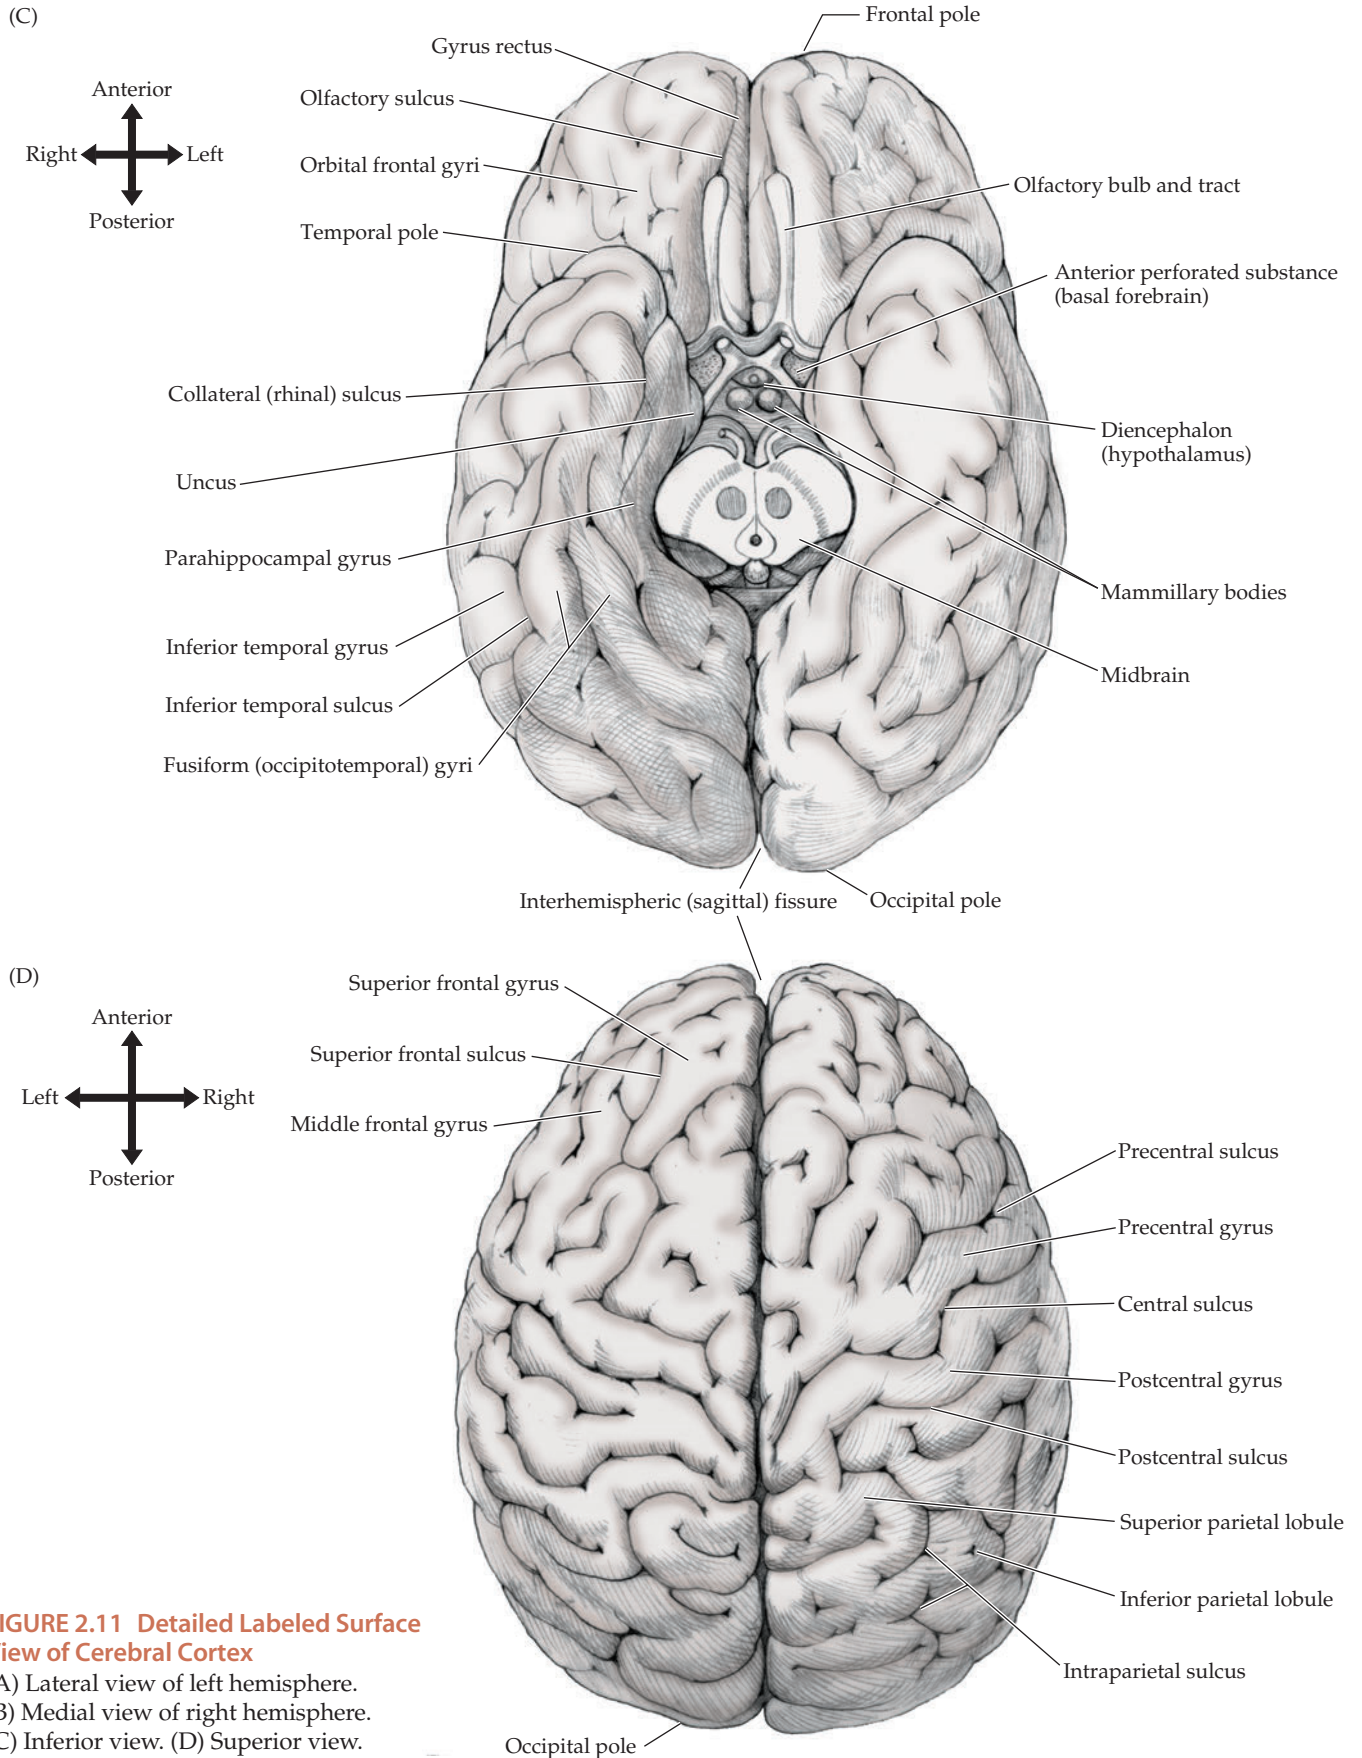 (C)
Frontal pole
Gyrus rectus
Anterior
Olfactory sulcus
Right
Left
Orbital frontal gyri
Olfactory bulb and tract
Posterior
Temporal pole
Anterior perforated substance
(basal forebrain)
Collateral (rhinal) sulcus
Diencephalon
(hypothalamus)
Uncus
Parahippocampal gyrus
Mammillary bodies
Inferior temporal gyrus
Midbrain
Inferior temporal sulcus
Fusiform (occipitotemporal) gyri
Interhemispheric (sagittal) fissure
Occipital pole
(D)
Superior frontal gyrus
Anterior
Superior frontal sulcus
Left
Right
Middle frontal gyrus
Precentral sulcus
Posterior
Precentral gyrus
Central sulcus
Postcentral gyrus
Postcentral sulcus
Superior parietal lobule
Inferior parietal lobule
Intraparietal sulcus
IGURE 2.11 Detailed Labeled Surface
iew of Cerebral Cortex
A) Lateral view of left hemisphere.
B) Medial view of right hemisphere.
C) Inferior view. (D) Superior view.
Occipital pole